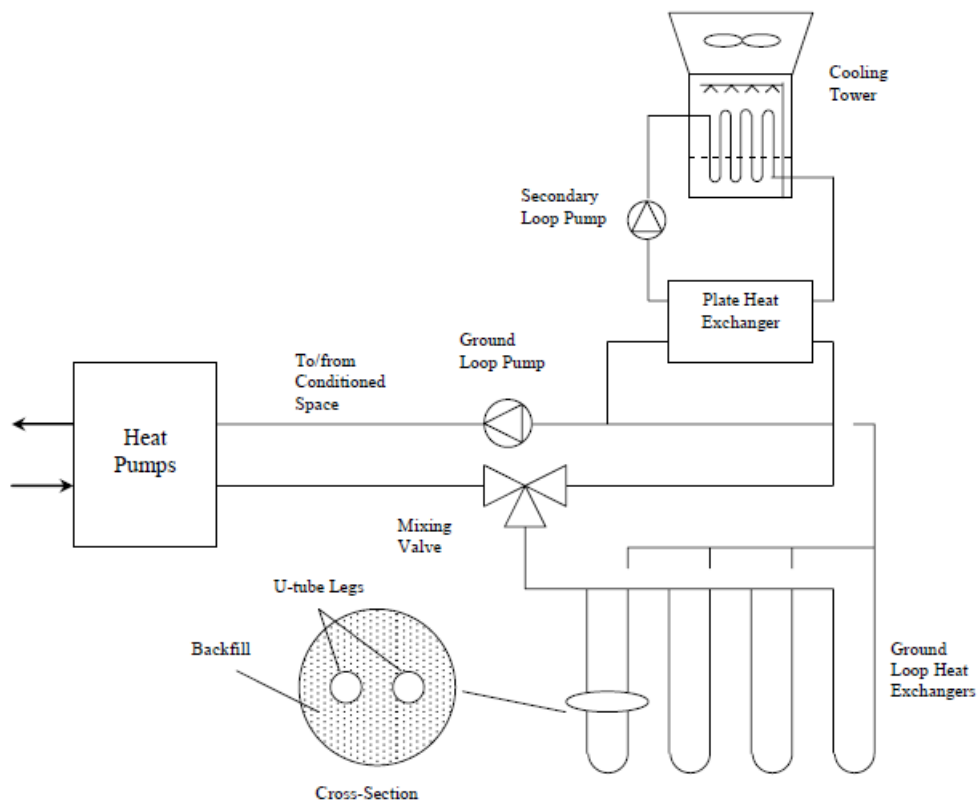 Cooling
Tower
Secondary
Loop Pump
Plate Heat
Exchanger
Ground
Loop Pump
To/from
Conditioned
Space
Heat
Pumps
Mixing
Valve
U-tube Legs
Backfill
Ground
Loop Heat
Exchangers
Cross-Section